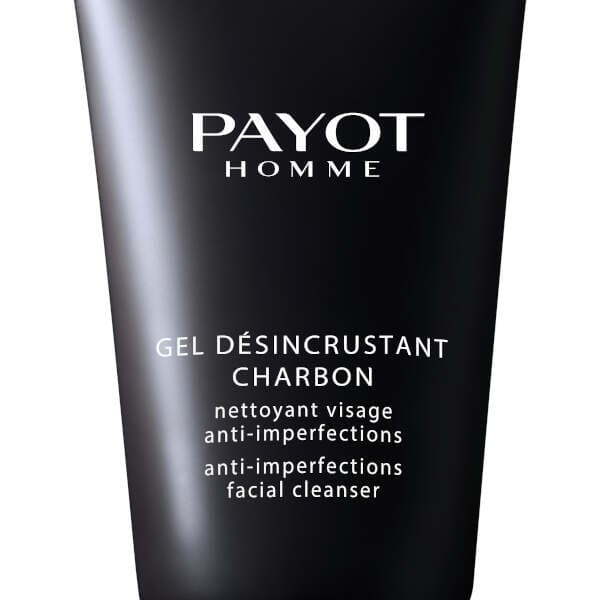 PAYOT
HOMME
GEL DÉSINCRUSTANT
CHARBON
nettoyant visage
anti-imperfections
anti-imperfections
facial cleanser